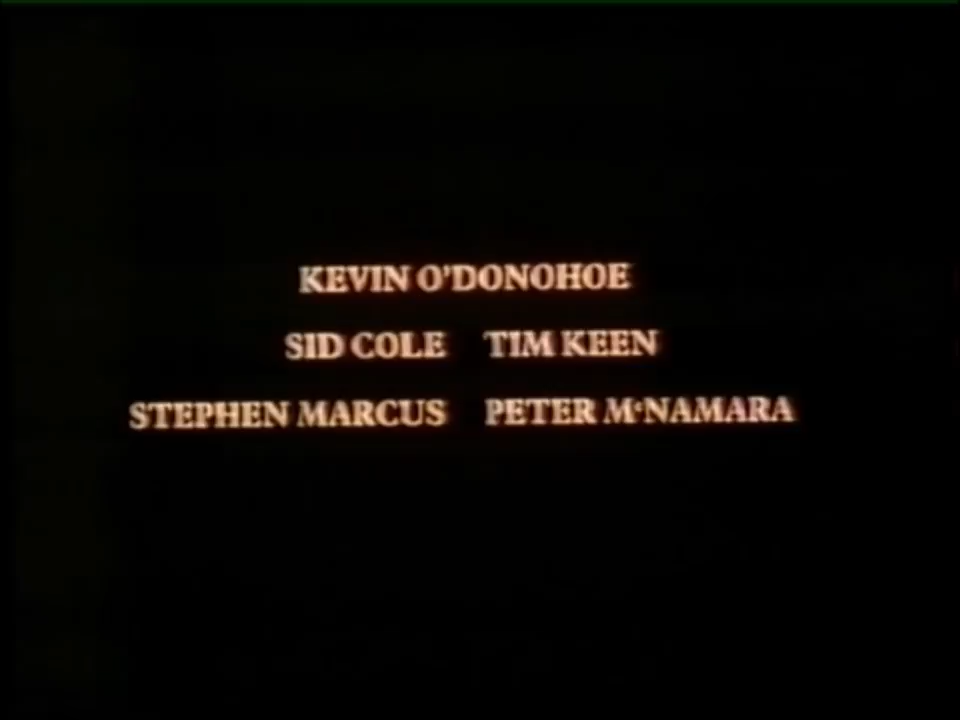 KEVIN O'DONOHOE
SID COLE TIM KEEN
STEPHEN MARCUS PETER McNAMARA